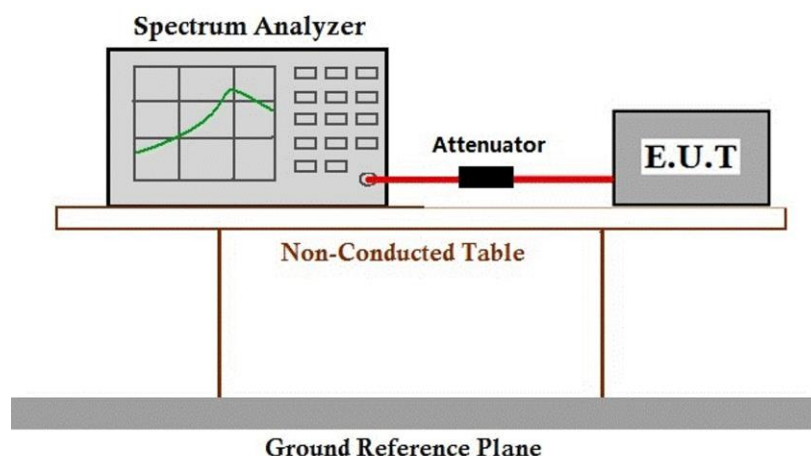 Spectrum Analyzer
Attenuator
E.U.T
Non-Conducted Table
Ground Reference Plane